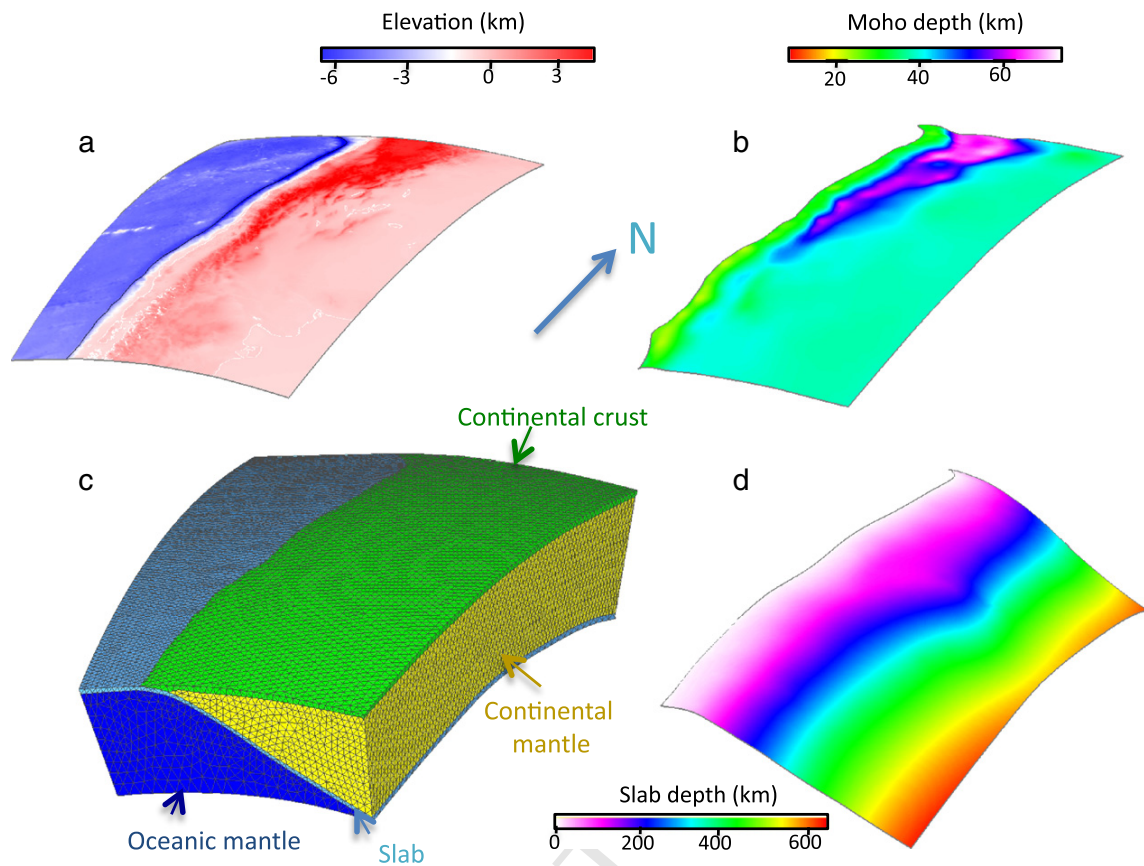 Elevation (km)
-6 -3 0 3
Moho depth (km)
20 40 60
a
b
N
Continental crust
c
d
Continental
mantle
Oceanic mantle
Slab
Slab depth (km)
0 200 400 600